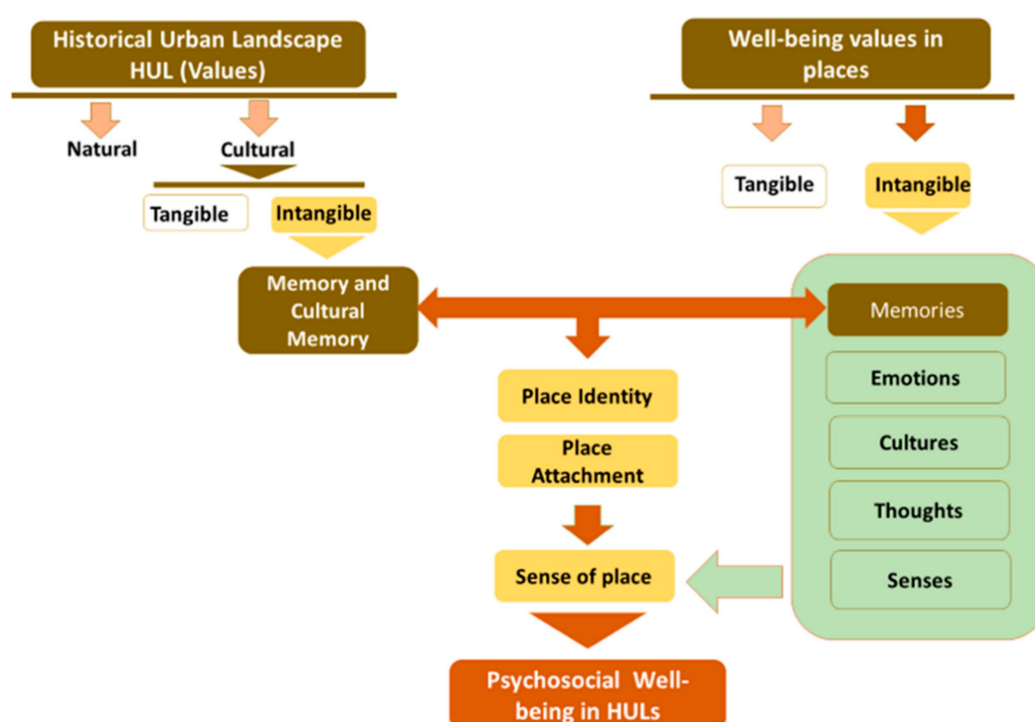 Historical Urban Landscape
HUL (Values)
Well-being values in
places
Natural
Cultural
Tangible
Intangible
Tangible
Intangible
Memory and
Cultural
Memory
Memories
Emotions
Place Identity
Cultures
Place
Attachment
Thoughts
Sense of place
Senses
Psychosocial Well-
being in HULs